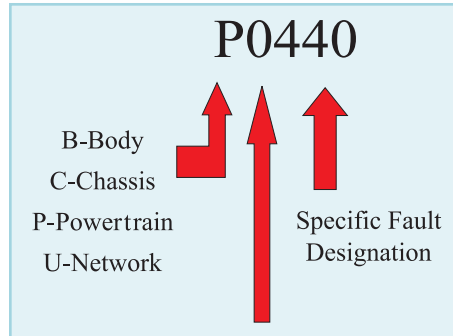 P0440
B-Body
C-Chassis
P-Powertrain
U-Network
Specific Fault
Designation